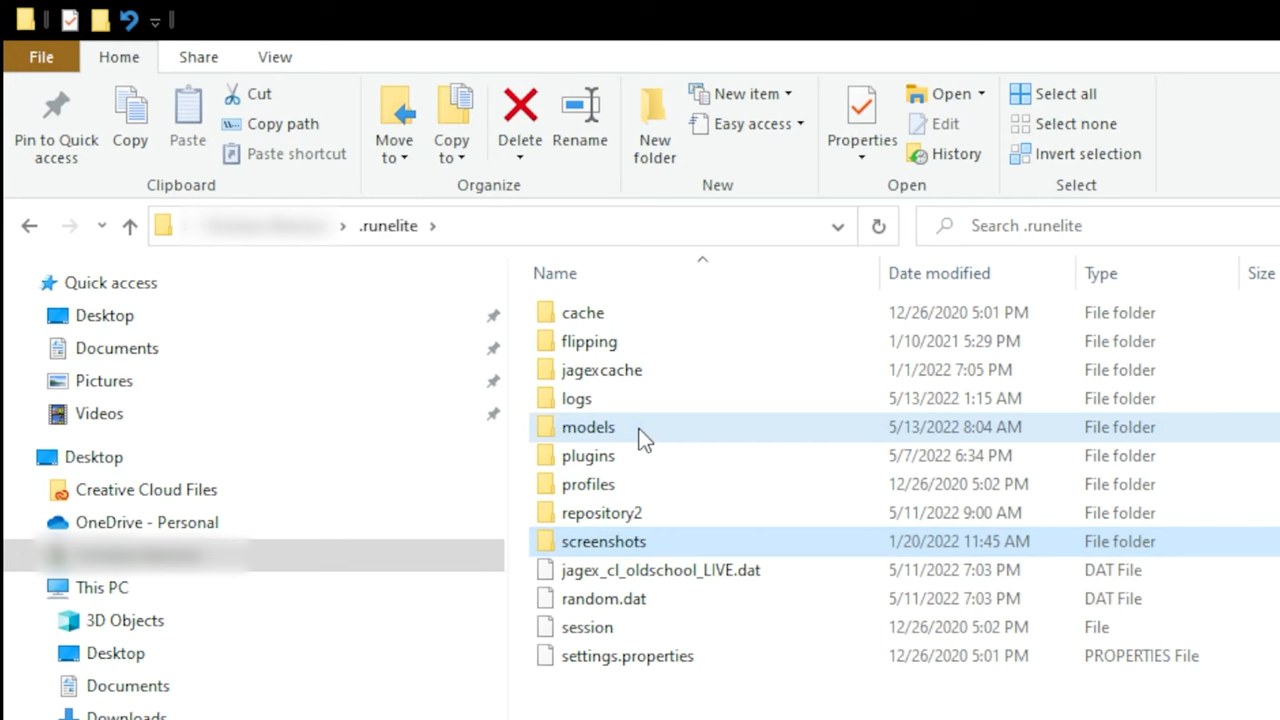 File Home Share View
Pin to Quick access
Copy
Paste
Cut
Copy path
Paste shortcut
Clipboard
Move to
Copy to
Delete
Rename
Organize
New folder
New item
Easy access
New
Properties
Open
Edit
History
Open
Select all
Select none
Invert selection
Select
.runelite
Search .runelite
Quick access
Desktop
Documents
Pictures
Videos
Desktop
Creative Cloud Files
OneDrive - Personal
This PC
3D Objects
Desktop
Documents
Downloads
Name Date modified Type Size
cache 12/26/2020 5:01 PM File folder
flipping 1/10/2021 5:29 PM File folder
jagexcache 1/1/2022 7:05 PM File folder
logs 5/13/2022 1:15 AM File folder
models 5/13/2022 8:04 AM File folder
plugins 5/7/2022 6:34 PM File folder
profiles 12/26/2020 5:02 PM File folder
repository2 5/11/2022 9:00 AM File folder
screenshots 1/20/2022 11:45 AM File folder
jagex_cl_oldschool_LIVE.dat 5/11/2022 7:03 PM DAT File
random.dat 5/11/2022 7:03 PM DAT File
session 12/26/2020 5:02 PM File
settings.properties 12/26/2020 5:01 PM PROPERTIES File